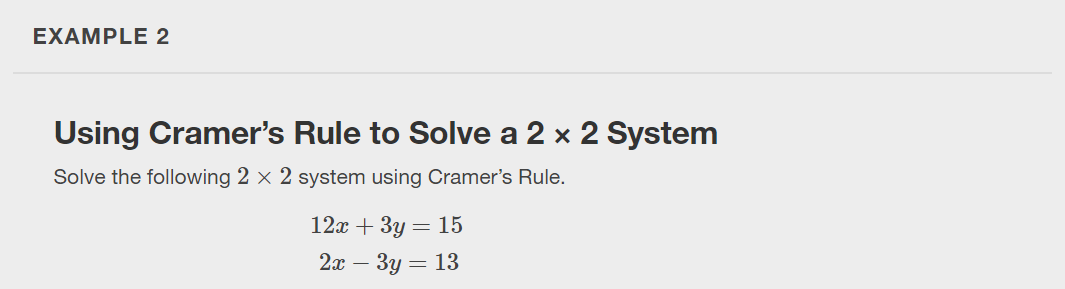 EXAMPLE 2
Using Cramer’s Rule to Solve a 2 × 2 System
Solve the following 2 × 2 system using Cramer’s Rule.
12x + 3y = 15
2x − 3y = 13